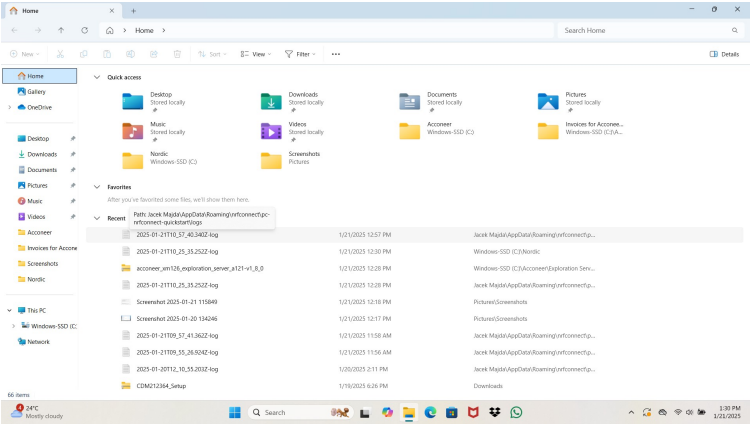 Home
Home
Search Home
New
Sort
View
Filter
Details
Home
Gallery
OneDrive
Desktop
Downloads
Documents
Pictures
Music
Videos
Acconeer
Invoices for Accone
Screenshots
Nordic
This PC
Windows-SSD (C:
Network
66 items
Quick access
Desktop
Stored locally
Downloads
Stored locally
Documents
Stored locally
Pictures
Stored locally
Music
Stored locally
Videos
Stored locally
Acconeer
Windows-SSD (C:)
Invoices for Acconee...
Windows-SSD (C:)\A...
Nordic
Windows-SSD (C:)
Screenshots
Pictures
Favorites
After you've favorited some files, we'll show them here.
Recent
Path: Jacek Majda\AppData\Roaming\nrfconnect\pc-
nrfconnect-quickstart\logs
2025-01-21T10_57_40.340Z-log 1/21/2025 12:57 PM Jacek Majda\AppData\Roaming\nrfconnect\p...
2025-01-21T10_25_35.252Z-log 1/21/2025 12:30 PM Windows-SSD (C:)\Nordic
acconeer_xm126_exploration_server_a121-v1_8_0 1/21/2025 12:28 PM Windows-SSD (C:)\Acconeer\Exploration Serv...
2025-01-21T10_25_35.252Z-log 1/21/2025 12:28 PM Jacek Majda\AppData\Roaming\nrfconnect\p...
Screenshot 2025-01-21 115849 1/21/2025 12:18 PM Pictures\Screenshots
Screenshot 2025-01-20 134246 1/21/2025 12:17 PM Pictures\Screenshots
2025-01-21T09_57_41.362Z-log 1/21/2025 11:58 AM Jacek Majda\AppData\Roaming\nrfconnect\p...
2025-01-21T09_55_26.924Z-log 1/21/2025 11:56 AM Jacek Majda\AppData\Roaming\nrfconnect\p...
2025-01-20T12_10_55.203Z-log 1/20/2025 2:11 PM Jacek Majda\AppData\Roaming\nrfconnect\p...
CDM212364_Setup 1/19/2025 6:26 PM Downloads
24°C
Mostly cloudy
Search
1:30 PM
1/21/2025